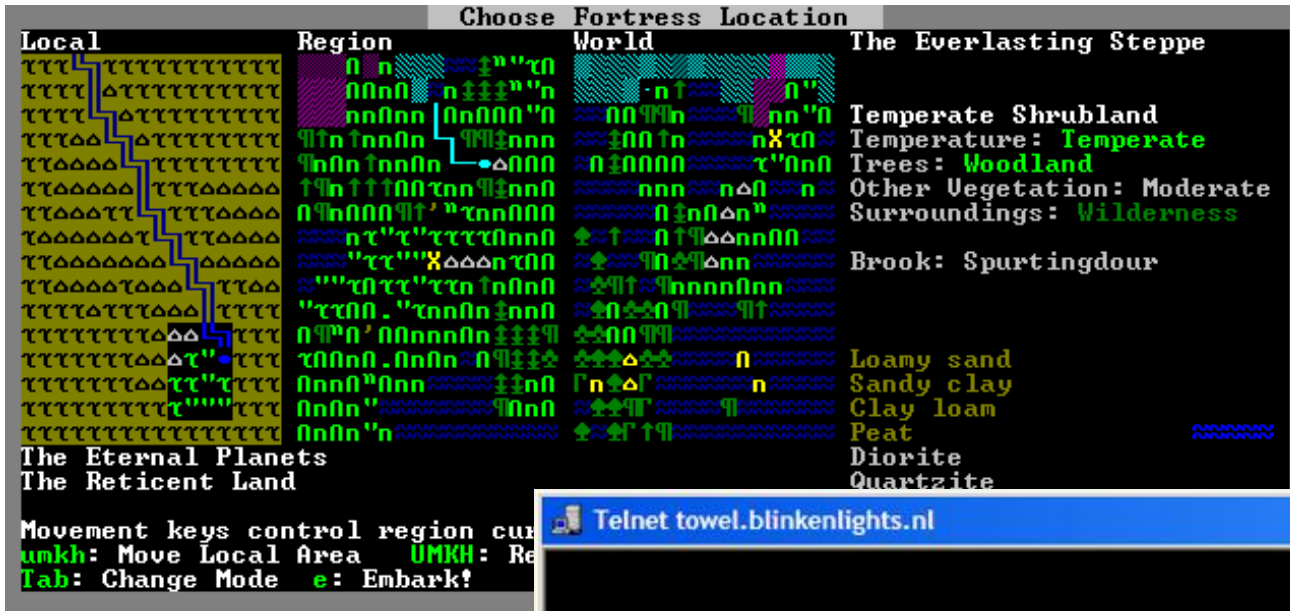 Choose Fortress Location
Local
Region
World
The Everlasting Steppe
Temperate Shrubland
Temperature: Temperate
Trees: Woodland
Other Vegetation: Moderate
Surroundings: Wilderness
Brook: Spurtingdour
Loamy sand
Sandy clay
Clay loam
Peat
Diorite
Quartzite
The Eternal Planets
The Reticent Land
Movement keys control region cur
umkh: Move Local Area UMKH: Re
Tab: Change Mode e: Embark!
Telnet towel.blinkenlights.nl